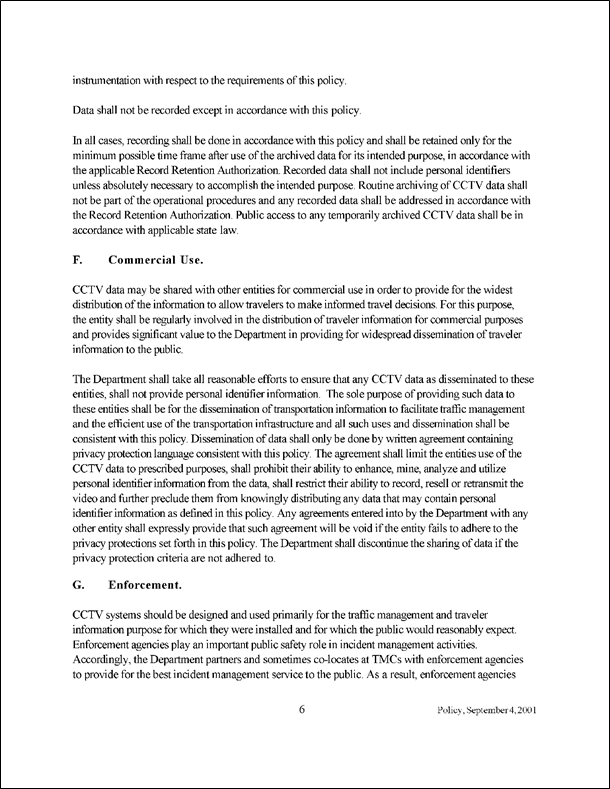 instrumentation with respect to the requirements of this policy.
Data shall not be recorded except in accordance with this policy.
In all cases, recording shall be done in accordance with this policy and shall be retained only for the
minimum possible time frame after use of the archived data for its intended purpose, in accordance with
the applicable Record Retention Authorization. Recorded data shall not include personal identifiers
unless absolutely necessary to accomplish the intended purpose. Routine archiving of CCTV data shall
not be part of the operational procedures and any recorded data shall be addressed in accordance with
the Record Retention Authorization. Public access to any temporarily archived CCTV data shall be in
accordance with applicable state law.
F. Commercial Use.
CCTV data may be shared with other entities for commercial use in order to provide for the widest
distribution of the information to allow travelers to make informed travel decisions. For this purpose,
the entity shall be regularly involved in the distribution of traveler information for commercial purposes
and provides significant value to the Department in providing for widespread dissemination of traveler
information to the public.
The Department shall take all reasonable efforts to ensure that any CCTV data as disseminated to these
entities, shall not provide personal identifier information. The sole purpose of providing such data to
these entities shall be for the dissemination of transportation information to facilitate traffic management
and the efficient use of the transportation infrastructure and all such uses and dissemination shall be
consistent with this policy. Dissemination of data shall only be done by written agreement containing
privacy protection language consistent with this policy. The agreement shall limit the entities use of the
CCTV data to prescribed purposes, shall prohibit their ability to enhance, mine, analyze and utilize
personal identifier information from the data, shall restrict their ability to record, resell or retransmit the
video and further preclude them from knowingly distributing any data that may contain personal
identifier information as defined in this policy. Any agreements entered into by the Department with any
other entity shall expressly provide that such agreement will be void if the entity fails to adhere to the
privacy protections set forth in this policy. The Department shall discontinue the sharing of data if the
privacy protection criteria are not adhered to.
G. Enforcement.
CCTV systems should be designed and used primarily for the traffic management and traveler
information purpose for which they were installed and for which the public would reasonably expect.
Enforcement agencies play an important public safety role in incident management activities.
Accordingly, the Department partners and sometimes co-locates at TMCs with enforcement agencies
to provide for the best incident management service to the public. As a result, enforcement agencies
6 Policy, September 4, 2001